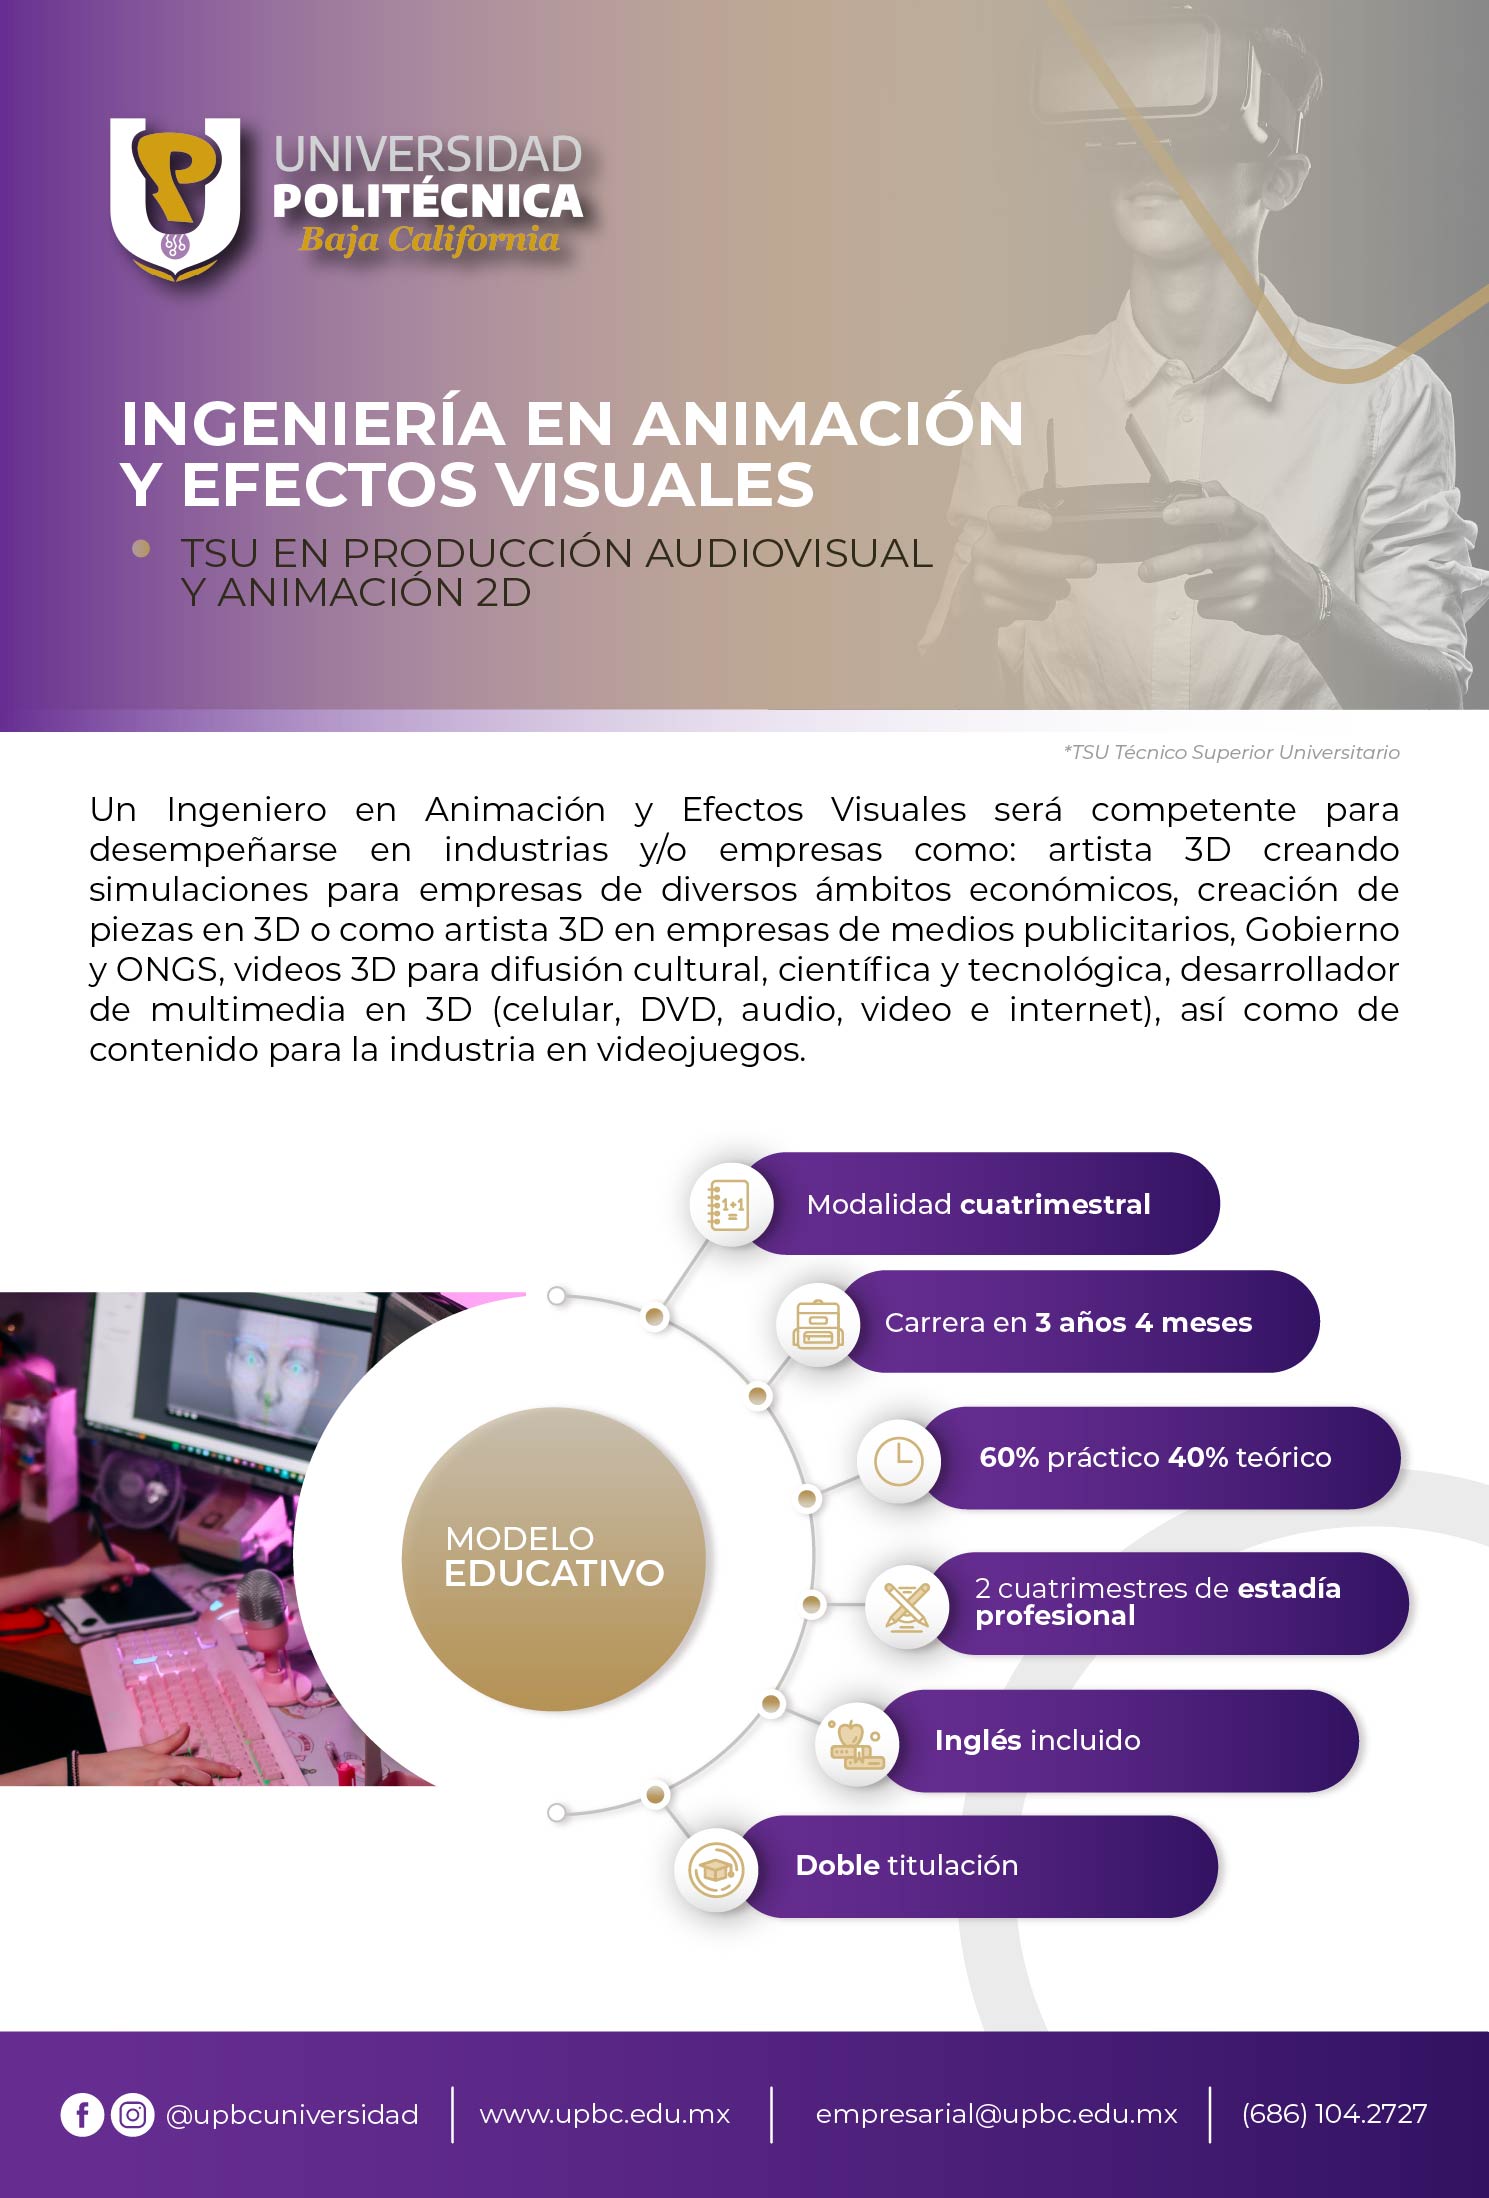 UNIVERSIDAD
POLITÉCNICA
Baja California
INGENIERÍA EN ANIMACIÓN
Y EFECTOS VISUALES
TSU EN PRODUCCIÓN AUDIOVISUAL
Y ANIMACIÓN 2D
*TSU Técnico Superior Universitario
Un Ingeniero en Animación y Efectos Visuales será competente para
desempeñarse en industrias y/o empresas como: artista 3D creando
simulaciones para empresas de diversos ámbitos económicos, creación de
piezas en 3D o como artista 3D en empresas de medios publicitarios, Gobierno
y ONGS, videos 3D para difusión cultural, científica y tecnológica, desarrollador
de multimedia en 3D (celular, DVD, audio, video e internet), así como de
contenido para la industria en videojuegos.
1+1
=
Modalidad cuatrimestral
Carrera en 3 años 4 meses
60% práctico 40% teórico
MODELO
EDUCATIVO
2 cuatrimestres de estadía
profesional
Inglés incluido
Doble titulación
@upbcuniversidad
www.upbc.edu.mx
empresarial@upbc.edu.mx
(686) 104.2727